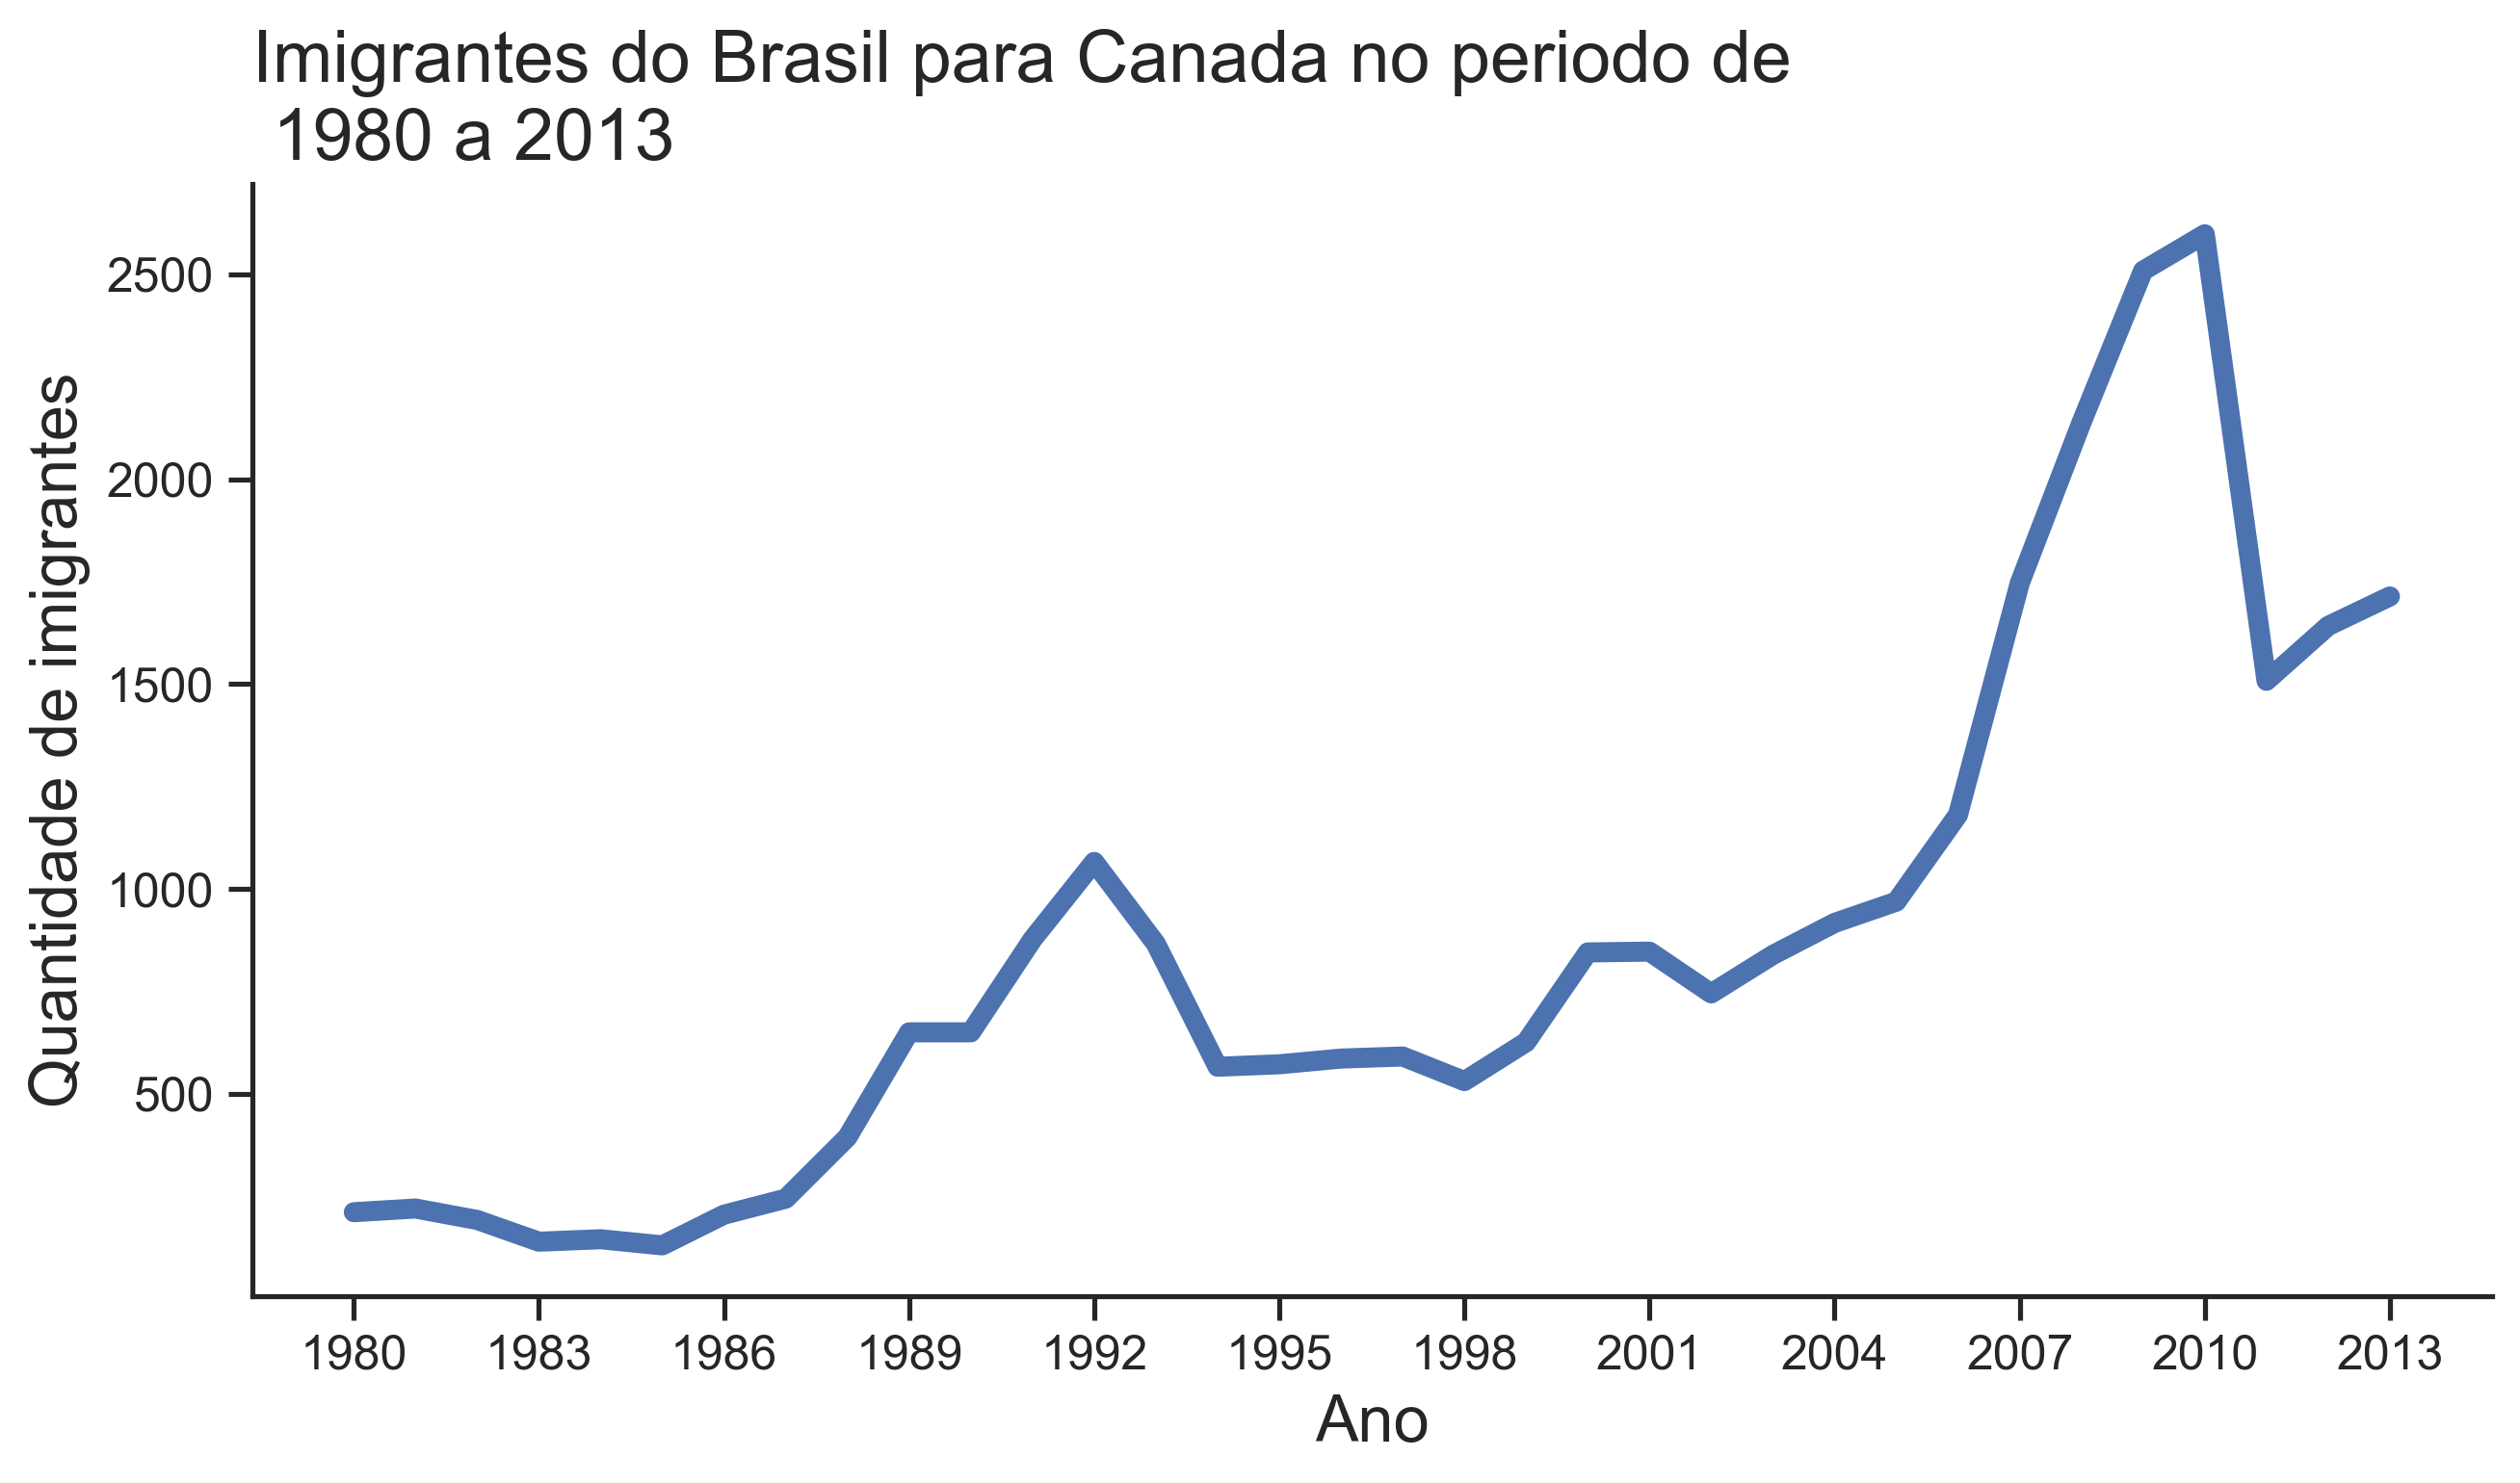 Imigrantes do Brasil para Canada no periodo de
1980 a 2013
Quantidade de imigrantes
2500
2000
1500
1000
500
1980 1983 1986 1989 1992 1995 1998 2001 2004 2007 2010 2013
Ano